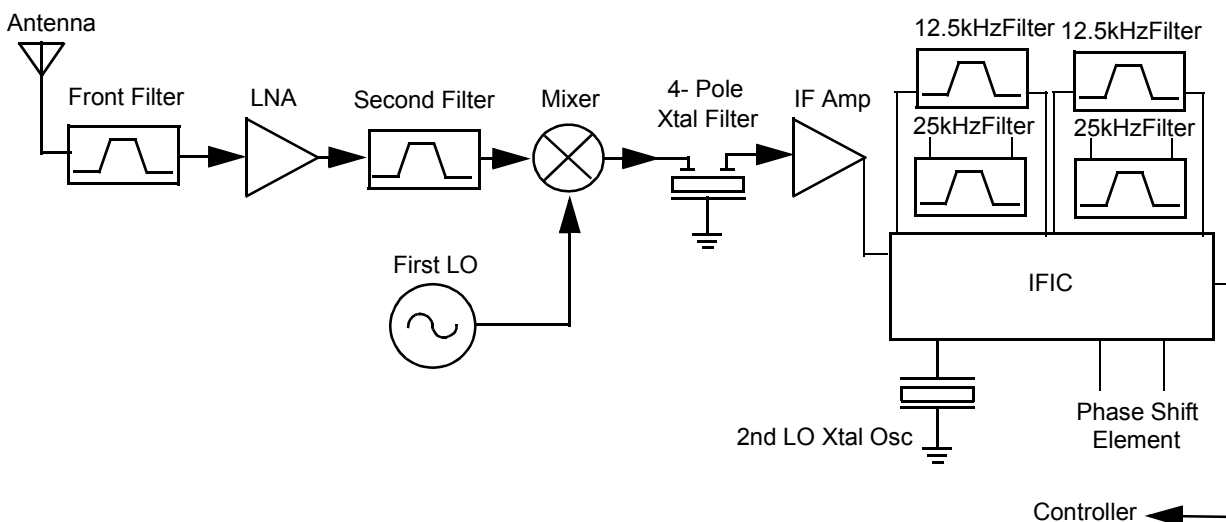 Antenna
Front Filter
LNA
Second Filter
Mixer
4- Pole
Xtal Filter
IF Amp
12.5kHzFilter
12.5kHzFilter
25kHzFilter
25kHzFilter
First LO
IFIC
2nd LO Xtal Osc
Phase Shift
Element
Controller